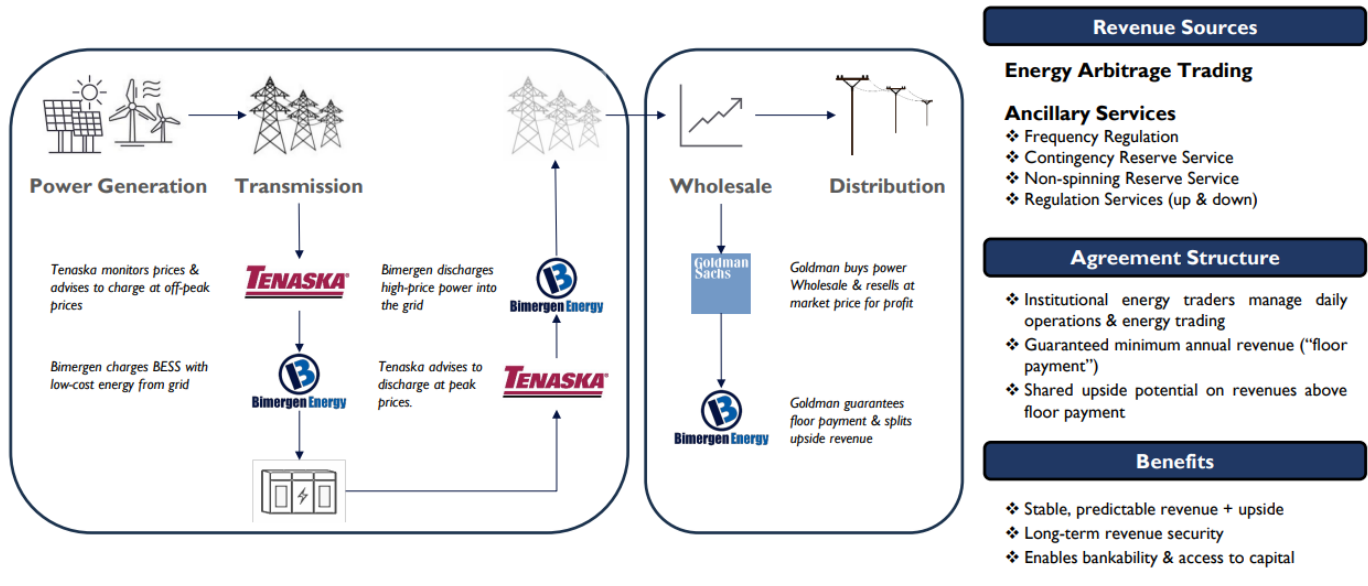 Power Generation
Transmission
Tenaska monitors prices &
advises to charge at off-peak
prices
TENASKA®
Bimergen charges BESS with
low-cost energy from grid
B
Bimergen Energy
Bimergen discharges
high-price power into
the grid
B
Bimergen Energy
Tenaska advises to
discharge at peak
prices.
TENASKA®
Wholesale
Distribution
Goldman
Sachs
Goldman buys power
Wholesale & resells at
market price for profit
B
Bimergen Energy
Goldman guarantees
floor payment & splits
upside revenue
Revenue Sources
Energy Arbitrage Trading
Ancillary Services
❖ Frequency Regulation
❖ Contingency Reserve Service
❖ Non-spinning Reserve Service
❖ Regulation Services (up & down)
Agreement Structure
❖ Institutional energy traders manage daily
operations & energy trading
❖ Guaranteed minimum annual revenue (“floor
payment”)
❖ Shared upside potential on revenues above
floor payment
Benefits
❖ Stable, predictable revenue + upside
❖ Long-term revenue security
❖ Enables bankability & access to capital